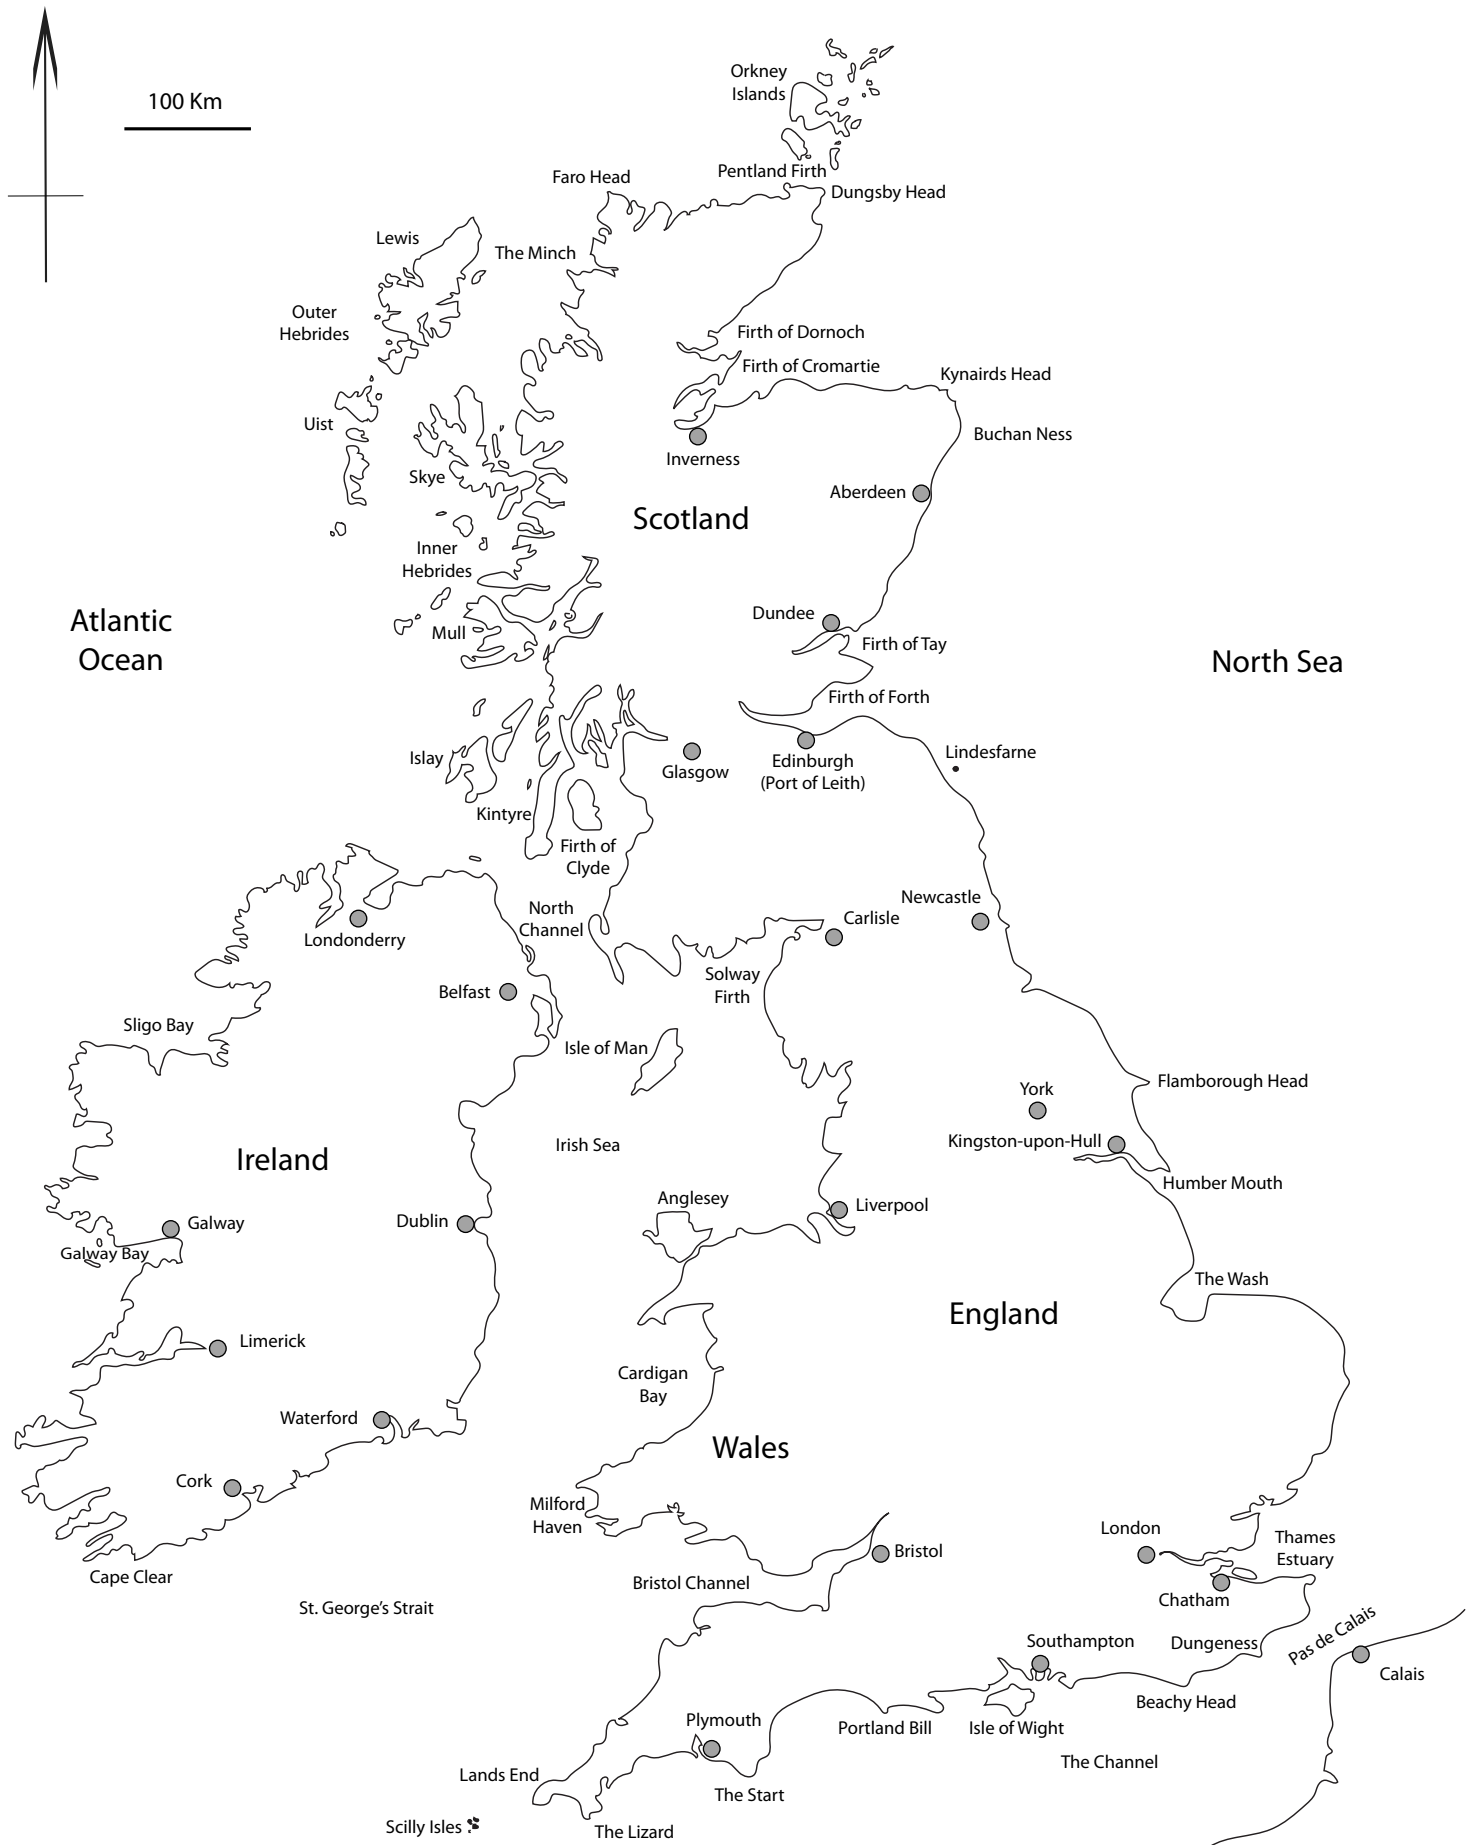 100 Km
Orkney
Islands
Pentland Firth
Faro Head
Dungsby Head
Lewis
The Minch
Outer
Hebrides
Firth of Dornoch
Firth of Cromartie
Kynairds Head
Uist
Buchan Ness
Inverness
Skye
Aberdeen
Scotland
Inner
Hebrides
Atlantic
Ocean
Dundee
Mull
Firth of Tay
North Sea
Firth of Forth
Islay
Glasgow
Edinburgh
(Port of Leith)
Lindesfarne
Kintyre
Firth of
Clyde
Londonderry
North
Channel
Newcastle
Carlisle
Solway
Firth
Belfast
Sligo Bay
Isle of Man
Flamborough Head
York
Kingston-upon-Hull
Irish Sea
Ireland
Humber Mouth
Anglesey
Liverpool
Galway
Dublin
Galway Bay
The Wash
England
Limerick
Cardigan
Bay
Waterford
Wales
Cork
Milford
Haven
London
Thames
Estuary
Bristol
Cape Clear
Bristol Channel
Chatham
St. George's Strait
Southampton
Dungeness
Pas de Calais
Calais
Beachy Head
Plymouth
Portland Bill
Isle of Wight
The Channel
Lands End
The Start
Scilly Isles
The Lizard